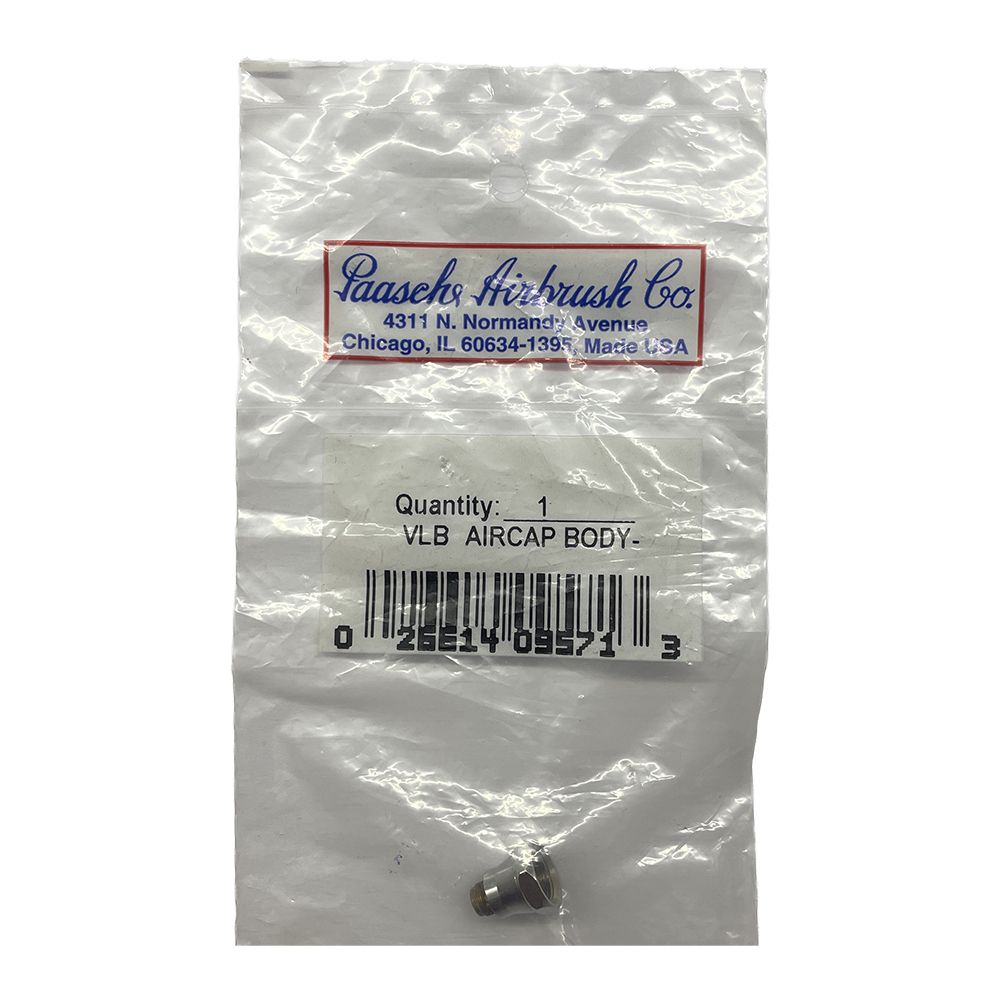 Paasche Airbrush Co.
4311 N. Normandy Avenue
Chicago, IL 60634-1395, Made USA
Quantity: 1
VLB AIRCAP BODY-
0 26614 09571 3